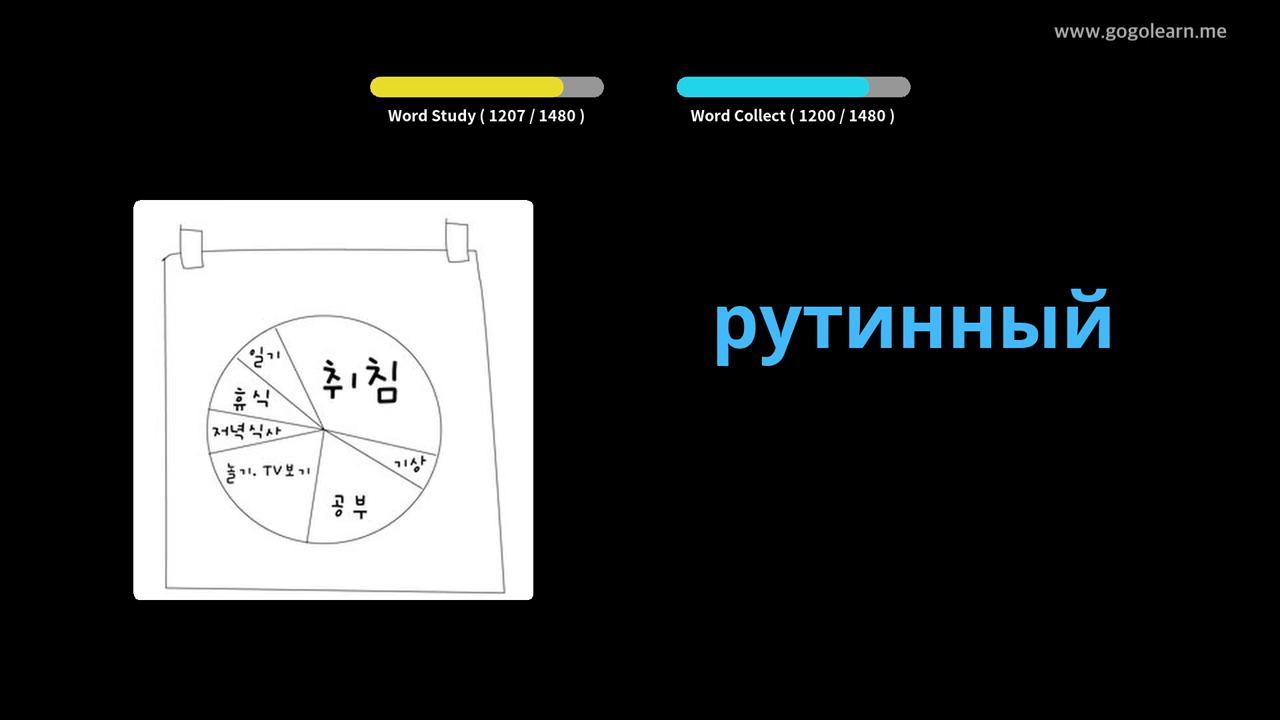 www.gogolearn.me
Word Study ( 1207 / 1480 )
Word Collect ( 1200 / 1480 )
рутинный
일기
취침
휴식
저녁식사
기상
놀기. TV보기
공부